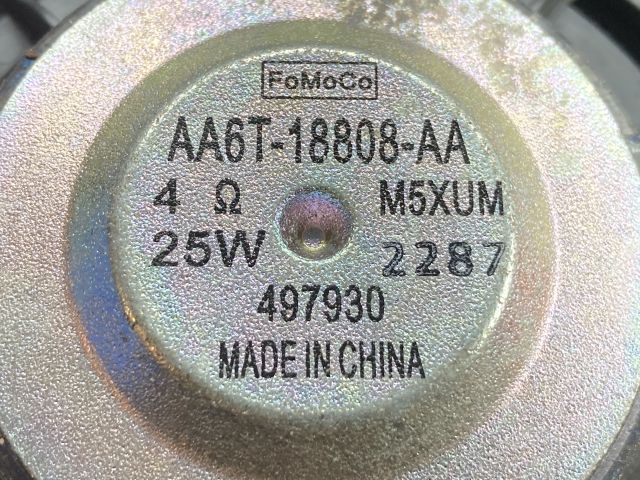 FoMoCo
AA6T-18808-AA
4 Ω M5XUM
25W 2287
497930
MADE IN CHINA